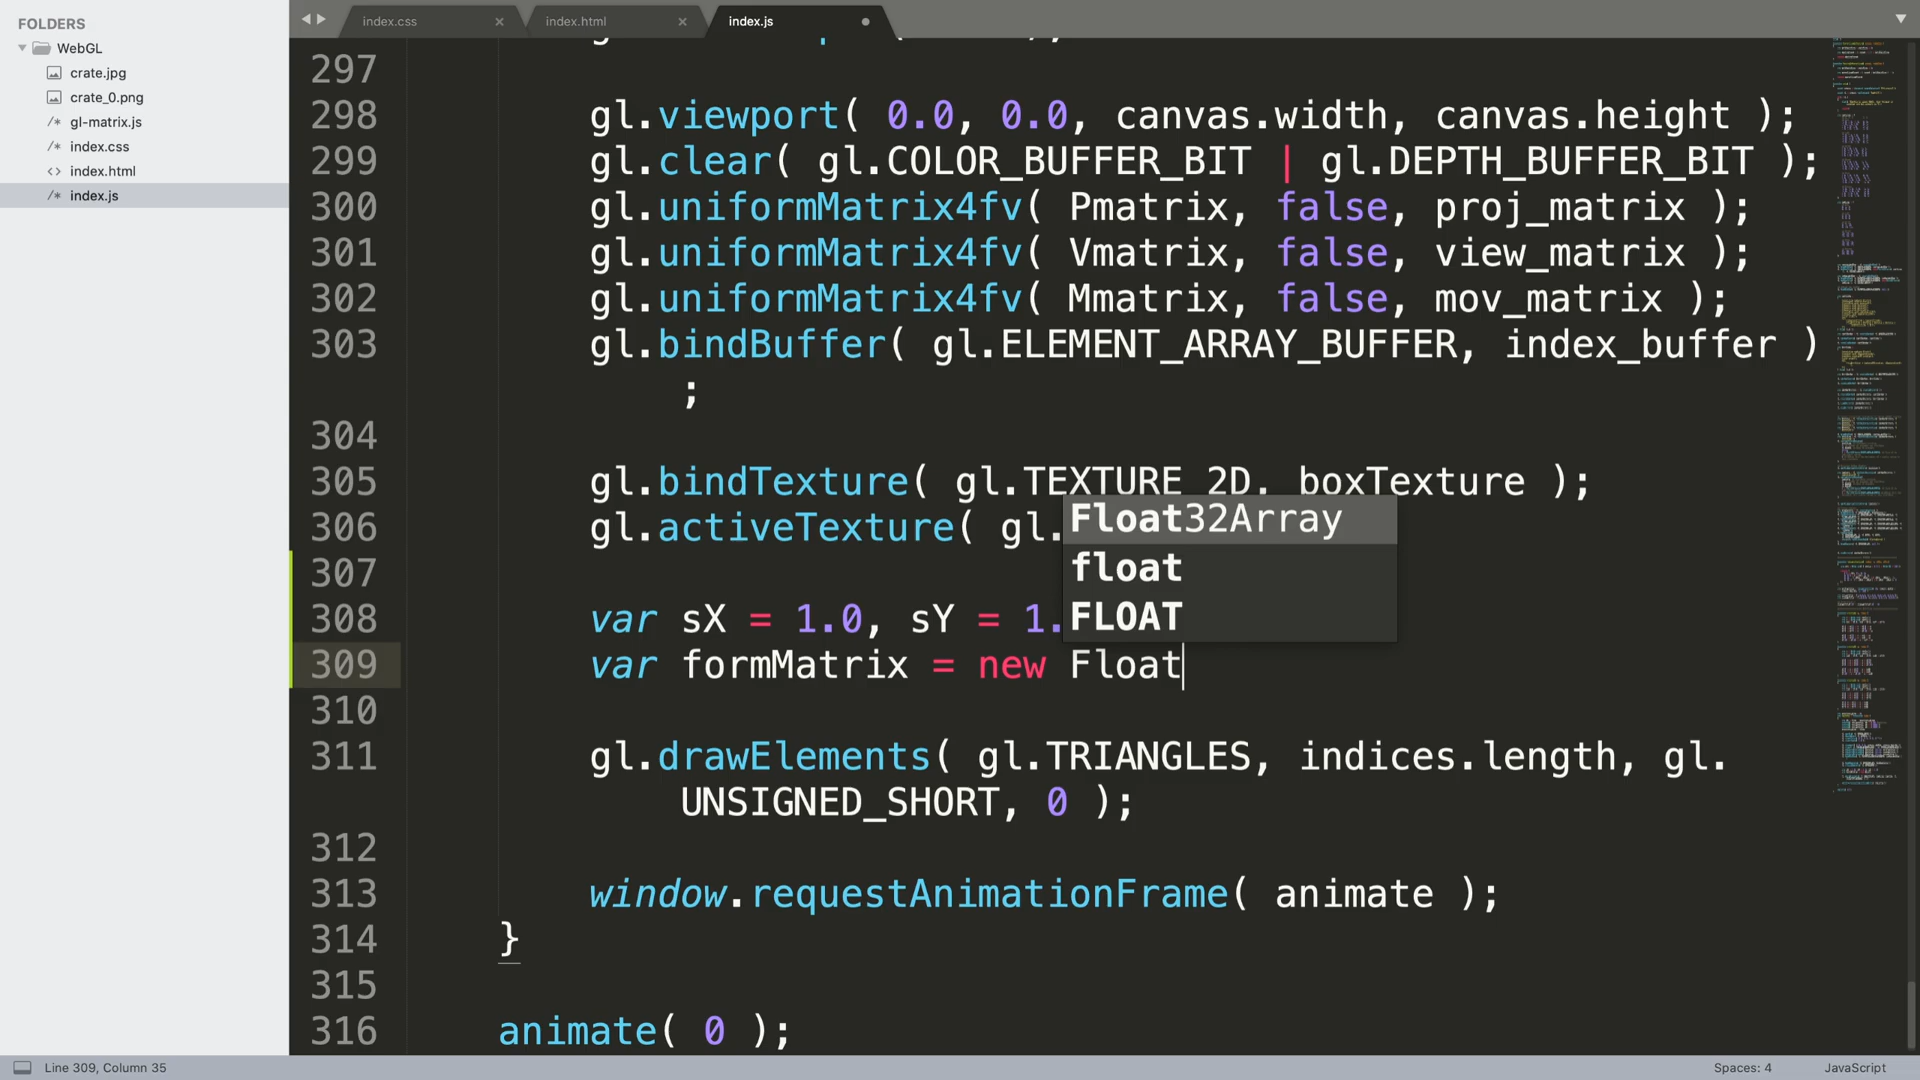 FOLDERS
WebGL
crate.jpg
crate_0.png
/* gl-matrix.js
/* index.css
<> index.html
/* index.js
index.css ×
index.html ×
index.js
297
298 gl.viewport( 0.0, 0.0, canvas.width, canvas.height );
299 gl.clear( gl.COLOR_BUFFER_BIT | gl.DEPTH_BUFFER_BIT );
300 gl.uniformMatrix4fv( Pmatrix, false, proj_matrix );
301 gl.uniformMatrix4fv( Vmatrix, false, view_matrix );
302 gl.uniformMatrix4fv( Mmatrix, false, mov_matrix );
303 gl.bindBuffer( gl.ELEMENT_ARRAY_BUFFER, index_buffer )
;
304
305 gl.bindTexture( gl.TEXTURE_2D, boxTexture );
306 gl.activeTexture( gl.
307
308 var sX = 1.0, sY = 1.
309 var formMatrix = new Float
Float32Array
float
FLOAT
310
311 gl.drawElements( gl.TRIANGLES, indices.length, gl.
UNSIGNED_SHORT, 0 );
312
313 window.requestAnimationFrame( animate );
314 }
315
316 animate( 0 );
Line 309, Column 35
Spaces: 4
JavaScript